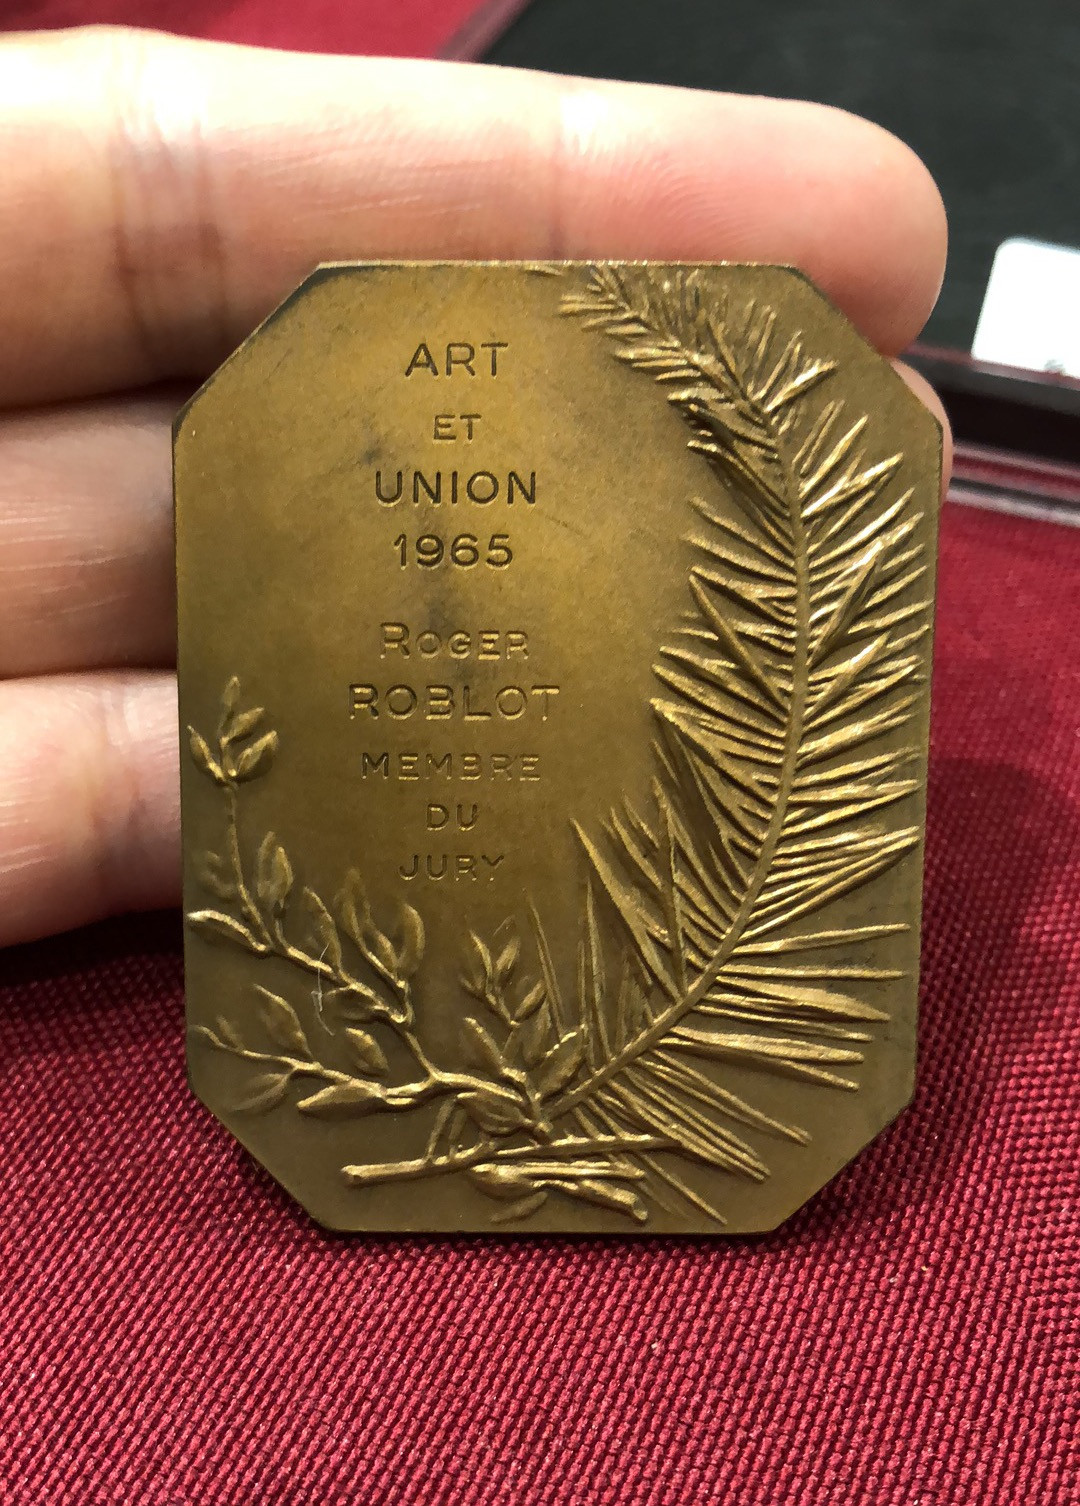 ART
ET
UNION
1965
ROGER
ROBLOT
MEMBRE
DU
JURY